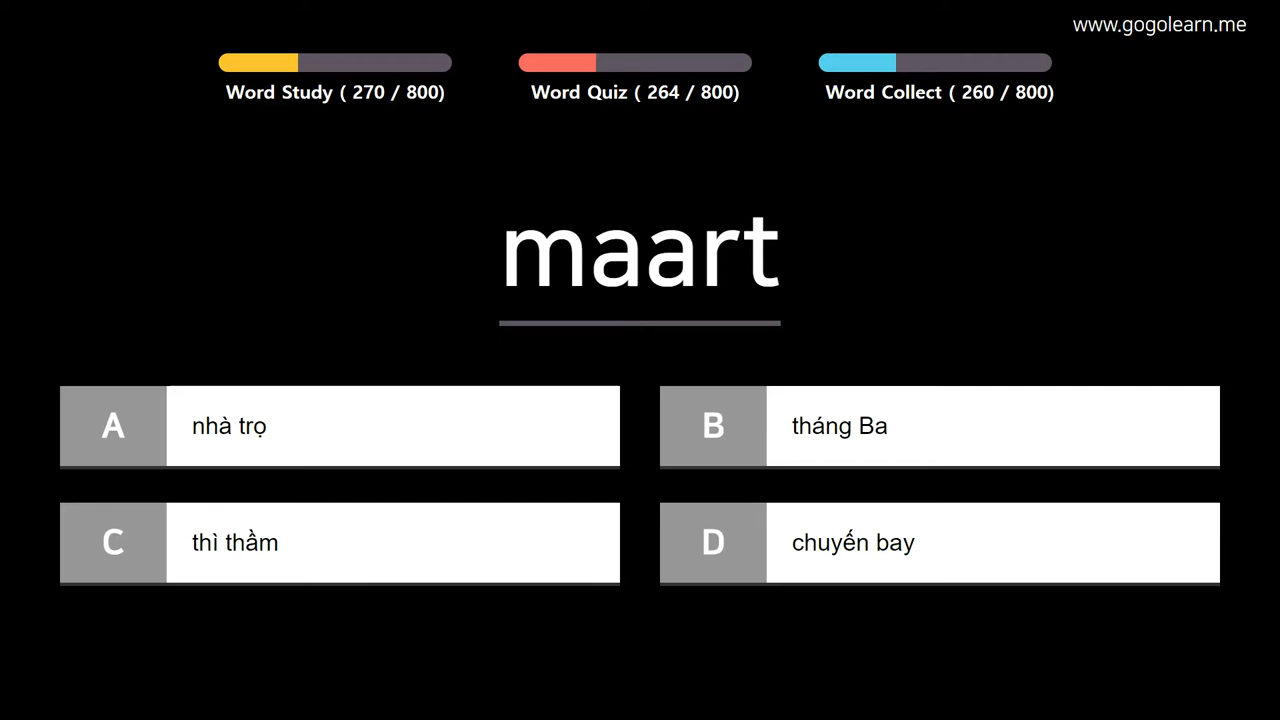 www.gogolearn.me
Word Study ( 270 / 800)
Word Quiz ( 264 / 800)
Word Collect ( 260 / 800)
maart
A nhà trọ
B tháng Ba
C thì thầm
D chuyến bay